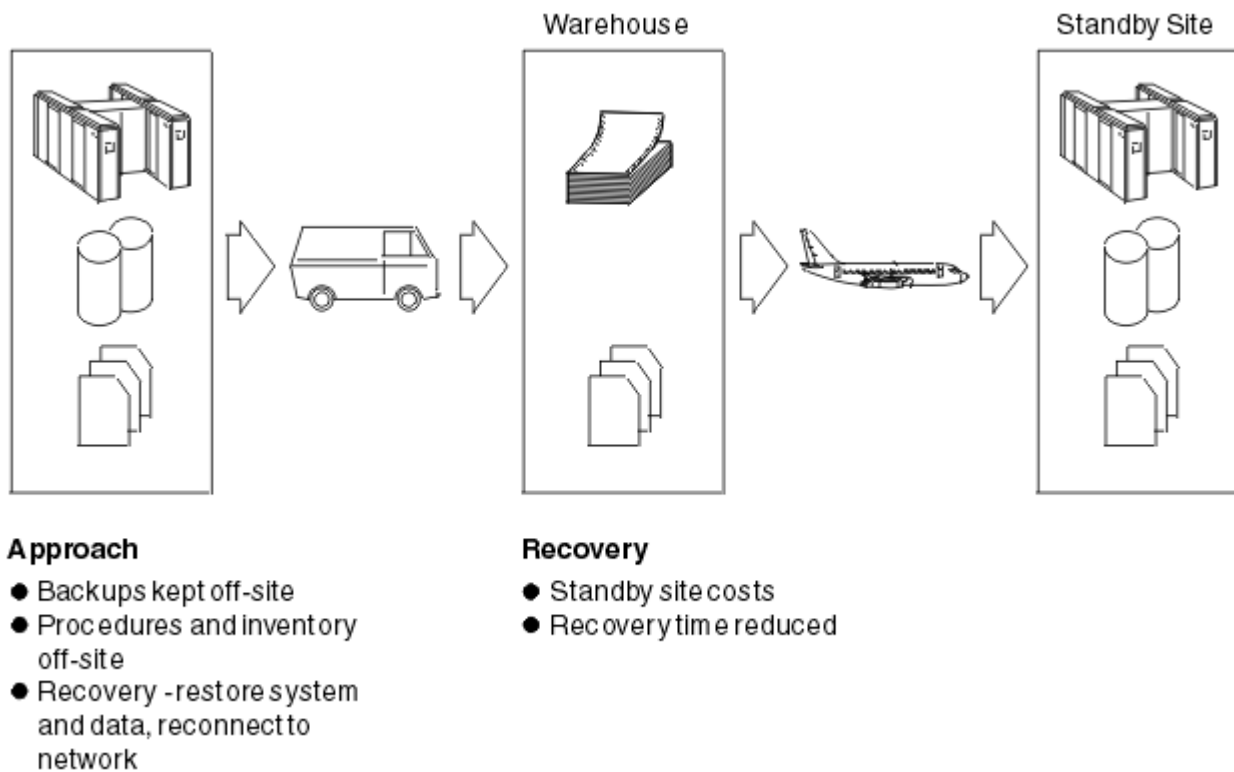 Warehouse
Standby Site
Approach
● Backups kept off-site
● Procedures and inventory
off-site
● Recovery - restore system
and data, reconnect to
network
Recovery
● Standby site costs
● Recovery time reduced